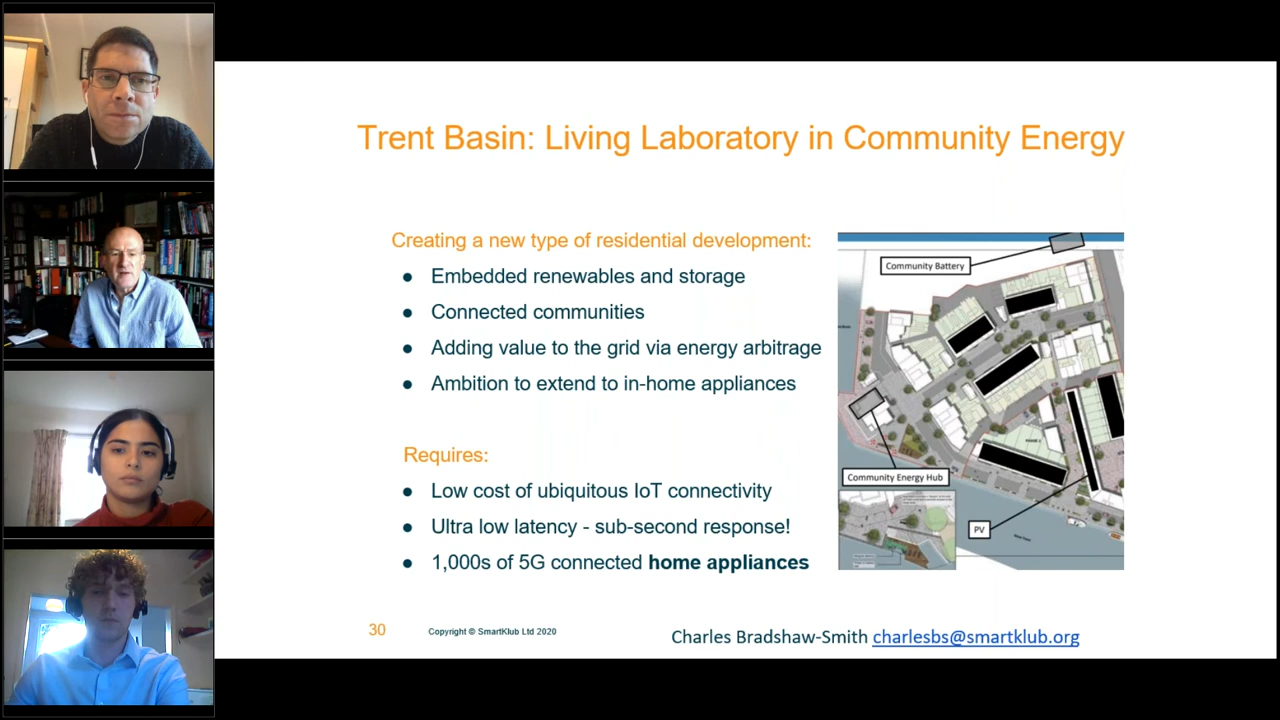 Trent Basin: Living Laboratory in Community Energy
Creating a new type of residential development:
● Embedded renewables and storage
● Connected communities
● Adding value to the grid via energy arbitrage
● Ambition to extend to in-home appliances
Requires:
● Low cost of ubiquitous IoT connectivity
● Ultra low latency - sub-second response!
● 1,000s of 5G connected home appliances
Community Battery
Community Energy Hub
PV
30
Copyright © SmartKlub Ltd 2020
Charles Bradshaw-Smith charlesbs@smartklub.org